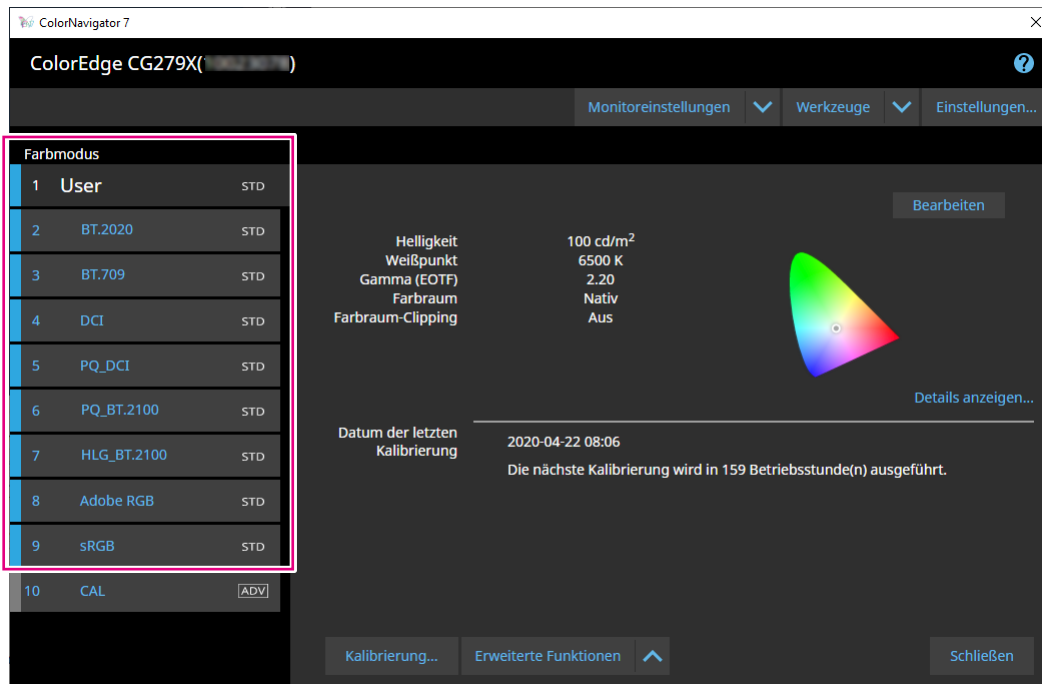 ColorNavigator 7
ColorEdge CG279X( )
Monitoreinstellungen
Werkzeuge
Einstellungen...
Farbmodus
1 User STD
2 BT.2020 STD
3 BT.709 STD
4 DCI STD
5 PQ_DCI STD
6 PQ_BT.2100 STD
7 HLG_BT.2100 STD
8 Adobe RGB STD
9 sRGB STD
10 CAL ADV
Bearbeiten
Helligkeit 100 cd/m²
Weißpunkt 6500 K
Gamma (EOTF) 2.20
Farbraum Nativ
Farbraum-Clipping Aus
Details anzeigen...
Datum der letzten
Kalibrierung
2020-04-22 08:06
Die nächste Kalibrierung wird in 159 Betriebsstunde(n) ausgeführt.
Kalibrierung...
Erweiterte Funktionen
Schließen